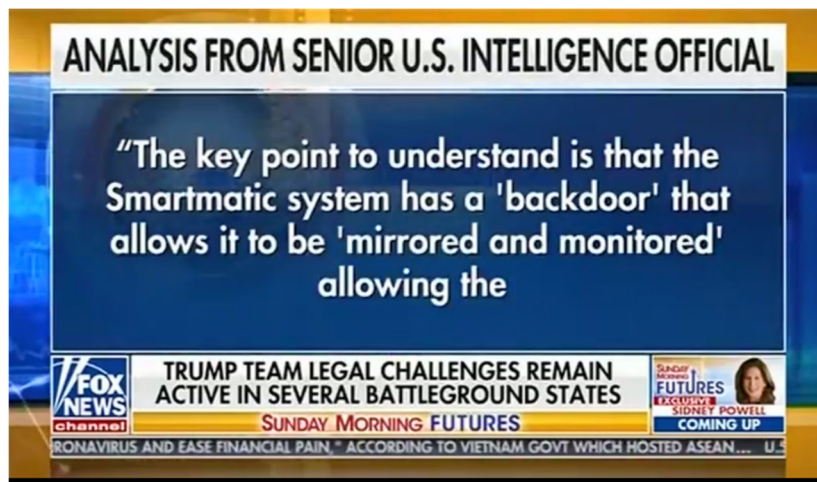 ANALYSIS FROM SENIOR U.S. INTELLIGENCE OFFICIAL
“The key point to understand is that the
Smartmatic system has a 'backdoor' that
allows it to be 'mirrored and monitored'
allowing the
FOX
NEWS
channel
TRUMP TEAM LEGAL CHALLENGES REMAIN
ACTIVE IN SEVERAL BATTLEGROUND STATES
SUNDAY MORNING FUTURES
SUNDAY
MORNING
FUTURES
EXCLUSIVE
SIDNEY POWELL
COMING UP
RONAVIRUS AND EASE FINANCIAL PAIN," ACCORDING TO VIETNAM GOVT WHICH HOSTED ASEAN... U.S